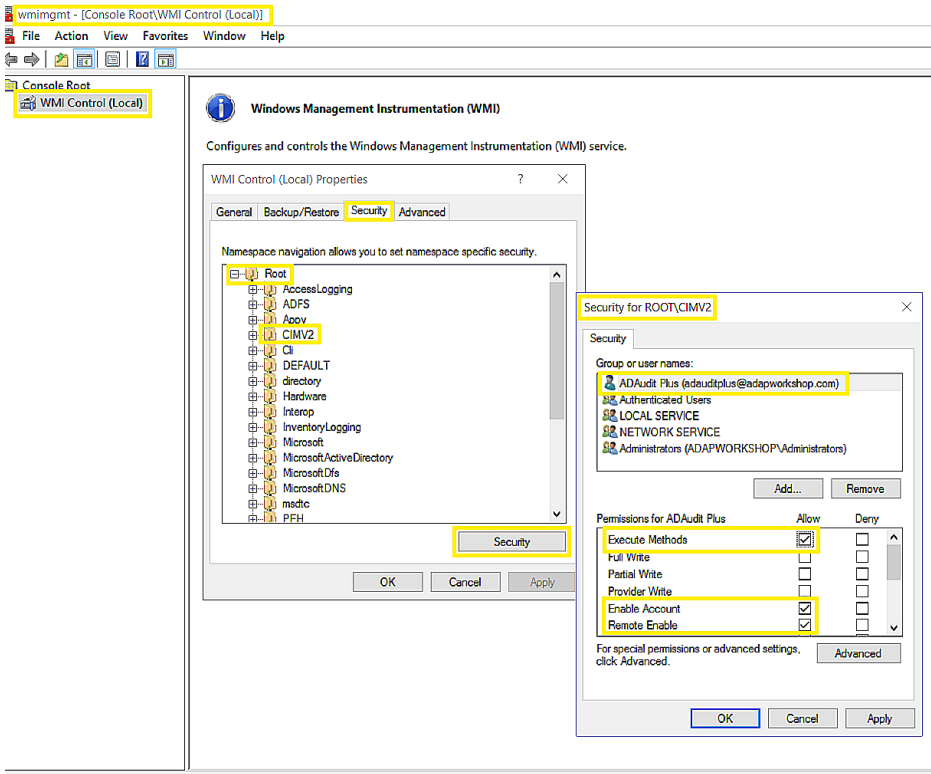 wmimgmt - [Console Root\WMI Control (Local)]
File Action View Favorites Window Help
Console Root
WMI Control (Local)
Windows Management Instrumentation (WMI)
Configures and controls the Windows Management Instrumentation (WMI) service.
WMI Control (Local) Properties
General Backup/Restore Security Advanced
Namespace navigation allows you to set namespace specific security.
Root
AccessLogging
ADFS
Appv
CIMV2
Cli
DEFAULT
directory
Hardware
Interop
InventoryLogging
Microsoft
MicrosoftActiveDirectory
MicrosoftDfs
MicrosoftDNS
msdtc
PEH
Security
OK Cancel Apply
Security for ROOT\CIMV2
Security
Group or user names:
ADAudit Plus (adauditplus@adapworkshop.com)
Authenticated Users
LOCAL SERVICE
NETWORK SERVICE
Administrators (ADAPWORKSHOP\Administrators)
Add... Remove
Permissions for ADAudit Plus Allow Deny
Execute Methods
Full Write
Partial Write
Provider Write
Enable Account
Remote Enable
For special permissions or advanced settings,
click Advanced.
Advanced
OK Cancel Apply